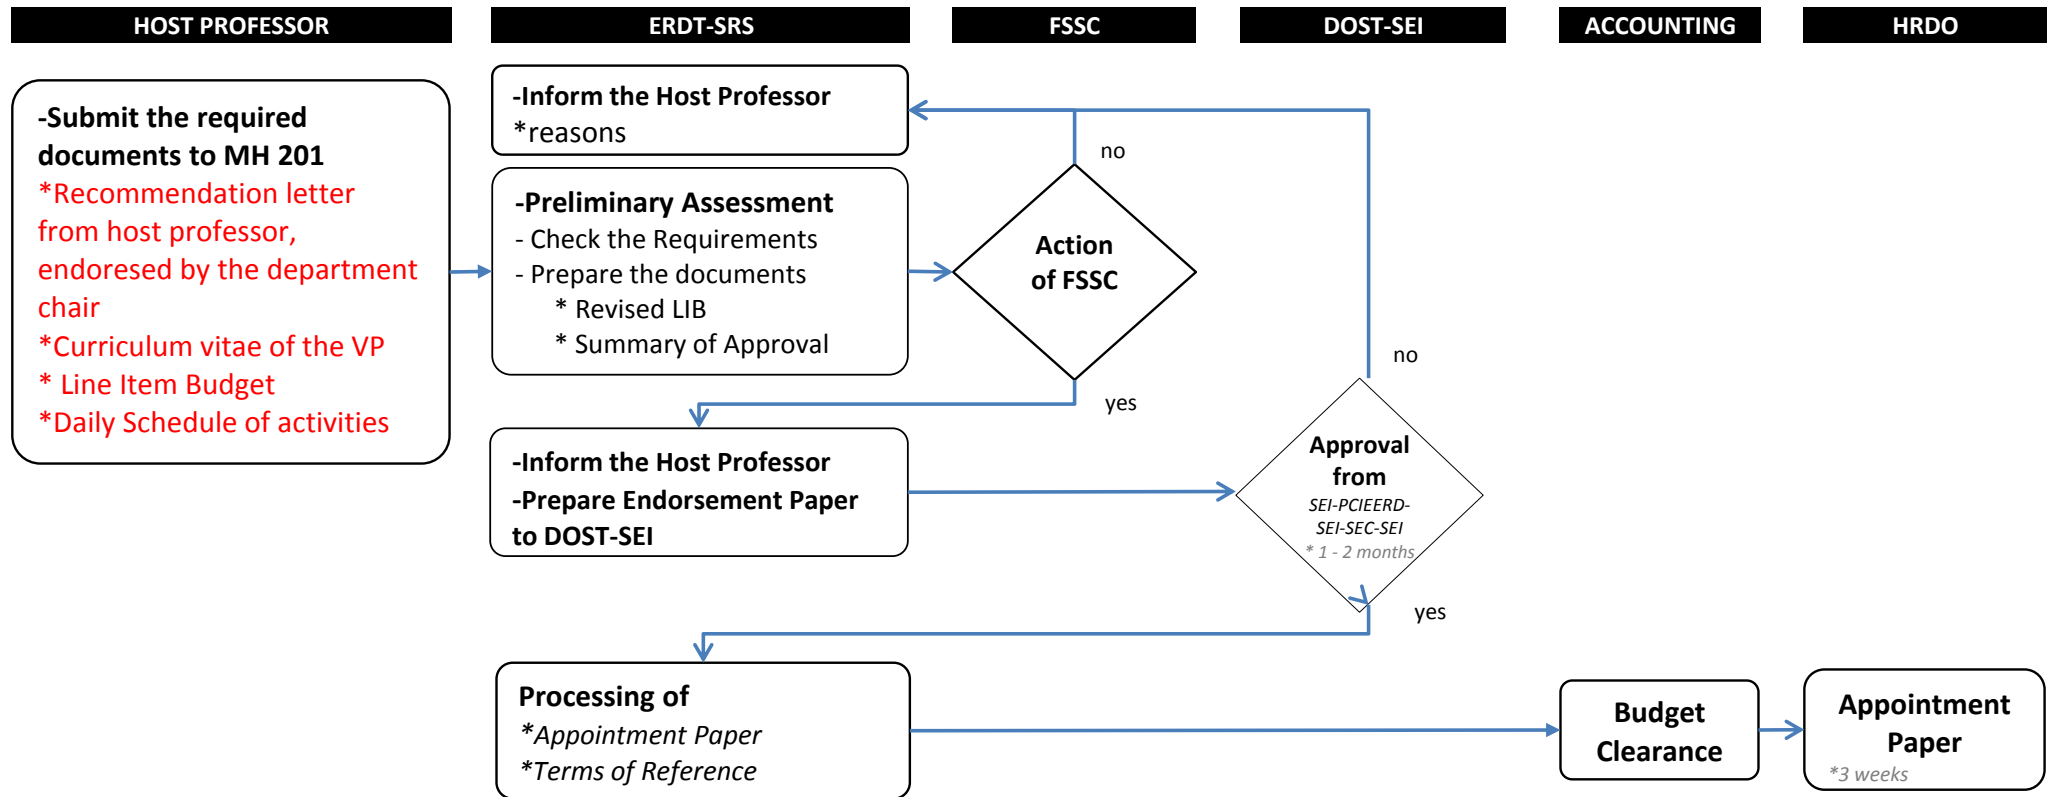 HOST PROFESSOR
ERDT-SRS
FSSC
DOST-SEI
ACCOUNTING
HRDO
-Submit the required
documents to MH 201
*Recommendation letter
from host professor,
endoresed by the department
chair
*Curriculum vitae of the VP
* Line Item Budget
*Daily Schedule of activities
-Inform the Host Professor
*reasons
-Preliminary Assessment
- Check the Requirements
- Prepare the documents
* Revised LIB
* Summary of Approval
Action
of FSSC
no
yes
-Inform the Host Professor
-Prepare Endorsement Paper
to DOST-SEI
no
Approval
from
SEI-PCIEERD-
SEI-SEC-SEI
* 1 - 2 months
yes
Processing of
*Appointment Paper
*Terms of Reference
Budget
Clearance
Appointment
Paper
*3 weeks